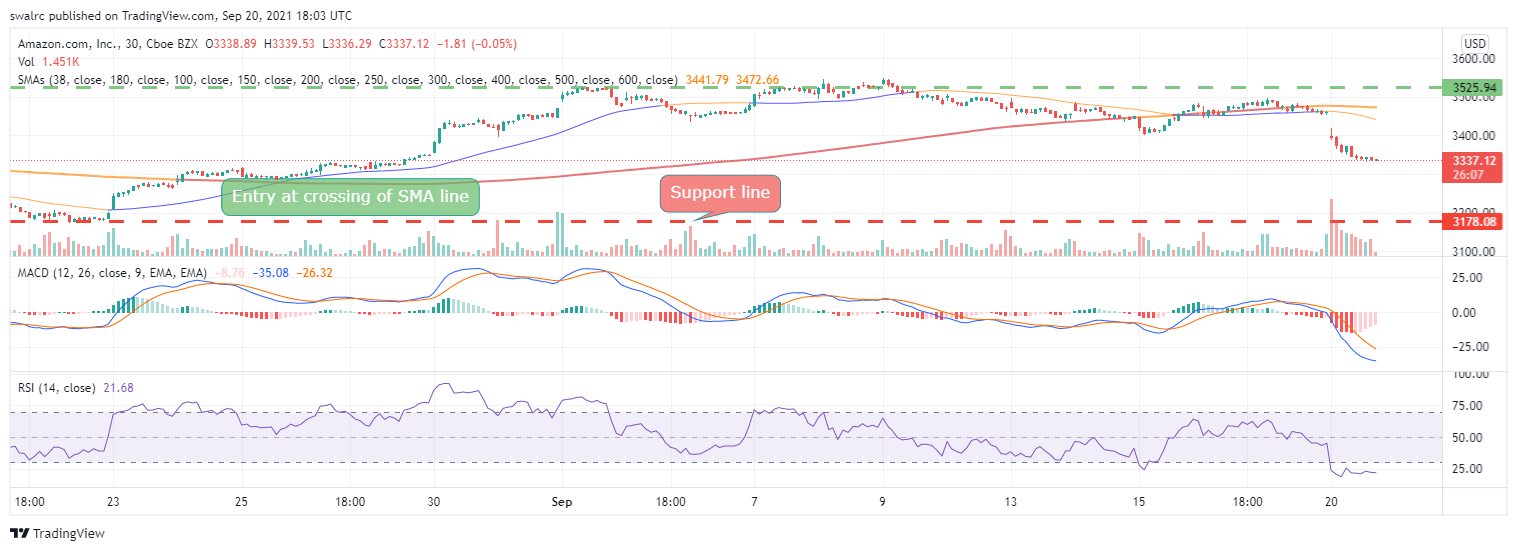 swalrc published on TradingView.com, Sep 20, 2021 18:03 UTC
Amazon.com, Inc., 30, Cboe BZX O3338.89 H3339.53 L3336.29 C3337.12 −1.81 (−0.05%)
Vol 1.451K
SMAs (38, close, 180, close, 100, close, 150, close, 200, close, 250, close, 300, close, 400, close, 500, close, 600, close) 3441.79 3472.66
USD
3600.00
3525.94
3500.00
3400.00
3337.12
26:07
3200.00
3178.08
3100.00
Entry at crossing of SMA line
Support line
MACD (12, 26, close, 9, EMA, EMA) −8.76 −35.08 −26.32
25.00
0.00
−25.00
RSI (14, close) 21.68
100.00
75.00
50.00
25.00
18:00 23 25 18:00 30 Sep 18:00 7 9 13 15 18:00 20
TradingView